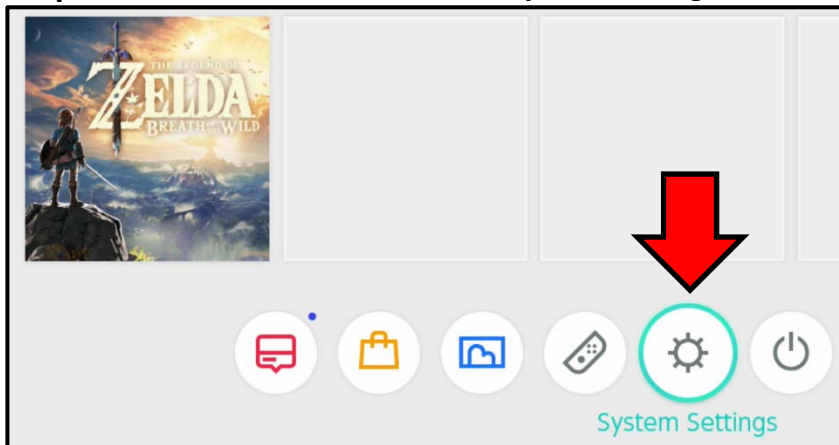 THE LEGEND OF
ZELDA
BREATH OF THE WILD
System Settings